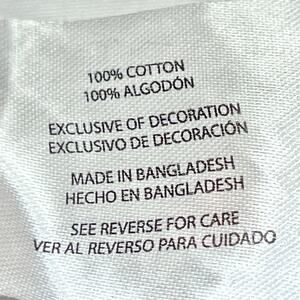 100% COTTON
100% ALGODÓN
EXCLUSIVE OF DECORATION
EXCLUSIVO DE DECORACIÓN
MADE IN BANGLADESH
HECHO EN BANGLADESH
SEE REVERSE FOR CARE
VER AL REVERSO PARA CUIDADO